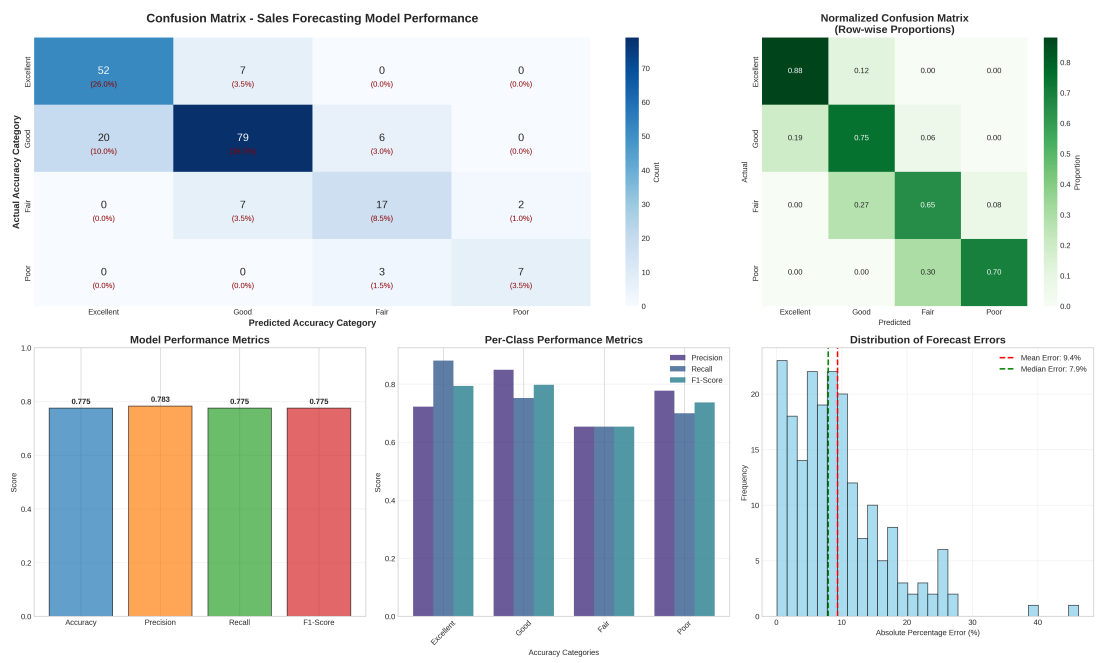 Confusion Matrix - Sales Forecasting Model Performance
Actual Accuracy Category
Excellent
Good
Fair
Poor
52
(26.0%)
7
(3.5%)
0
(0.0%)
0
(0.0%)
20
(10.0%)
79
6
(3.0%)
0
(0.0%)
0
(0.0%)
7
(3.5%)
17
(8.5%)
2
(1.0%)
0
(0.0%)
0
(0.0%)
3
(1.5%)
7
(3.5%)
Excellent
Good
Fair
Poor
Predicted Accuracy Category
70
60
50
40
30
20
10
0
Count
Normalized Confusion Matrix
(Row-wise Proportions)
Actual
Excellent
Good
Fair
Poor
0.88 0.12 0.00 0.00
0.19 0.75 0.06 0.00
0.00 0.27 0.65 0.08
0.00 0.00 0.30 0.70
Excellent
Good
Fair
Poor
Predicted
0.8
0.7
0.6
0.5
0.4
0.3
0.2
0.1
0.0
Proportion
Model Performance Metrics
Score
1.0
0.8
0.6
0.4
0.2
0.0
0.775
0.783
0.775
0.775
Accuracy
Precision
Recall
F1-Score
Per-Class Performance Metrics
Score
0.8
0.6
0.4
0.2
0.0
Precision
Recall
F1-Score
Excellent
Good
Fair
Poor
Accuracy Categories
Distribution of Forecast Errors
Frequency
20
15
10
5
0
Mean Error: 9.4%
Median Error: 7.9%
0
10
20
30
40
Absolute Percentage Error (%)